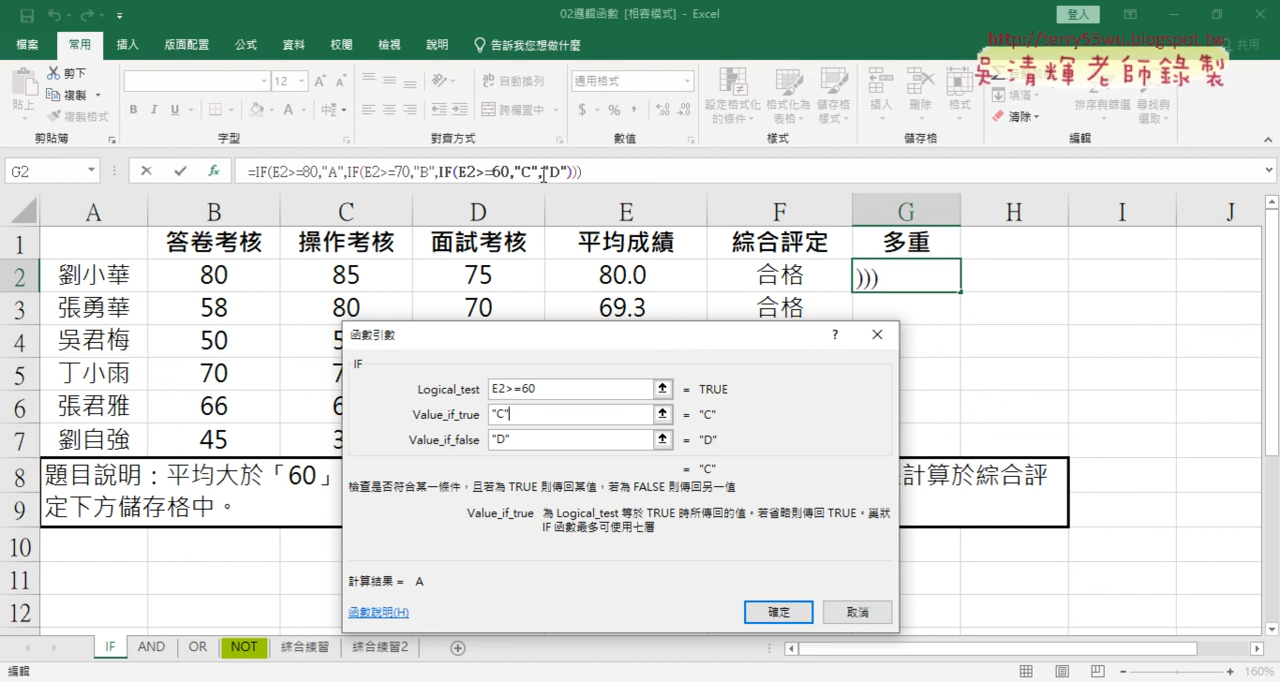 02邏輯函數 [相容模式] - Excel
登入
http://terry55wu.blogspot.tw
吳清輝老師錄製
檔案 常用 插入 版面配置 公式 資料 校閱 檢視 說明 告訴我您想做什麼 共用
貼上 剪下 複製 複製格式
12
自動換列 跨欄置中
通用格式
設定格式化的條件 格式化為表格 儲存格樣式
插入 刪除 格式
填滿 清除 排序與篩選 尋找與選取
剪貼簿 字型 對齊方式 數值 樣式 儲存格 編輯
G2 =IF(E2>=80,"A",IF(E2>=70,"B",IF(E2>=60,"C","D")))
A B C D E F G H I J
1 答卷考核 操作考核 面試考核 平均成績 綜合評定 多重
2 劉小華 80 85 75 80.0 合格 )))
3 張勇華 58 80 70 69.3 合格
4 吳君梅 50
5 丁小雨 70
6 張君雅 66
7 劉自強 45
8 題目說明：平均大於「60」 計算於綜合評
9 定下方儲存格中。
10
11
12
函數引數 ?
IF
Logical_test E2>=60 = TRUE
Value_if_true "C" = "C"
Value_if_false "D" = "D"
= "C"
檢查是否符合某一條件，且若為 TRUE 則傳回某值，若為 FALSE 則傳回另一值
Value_if_true 為 Logical_test 等於 TRUE 時所傳回的值。若省略則傳回 TRUE。巢狀
IF 函數最多可使用七層
計算結果 = A
函數說明(H) 確定 取消
IF AND OR NOT 綜合練習 綜合練習2
編輯 160%